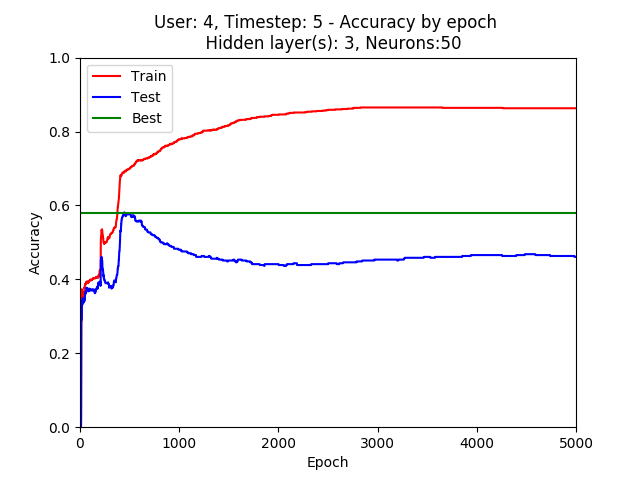 User: 4, Timestep: 5 - Accuracy by epoch
Hidden layer(s): 3, Neurons:50
1.0
0.8
0.6
0.4
0.2
0.0
Accuracy
Train
Test
Best
0 1000 2000 3000 4000 5000
Epoch